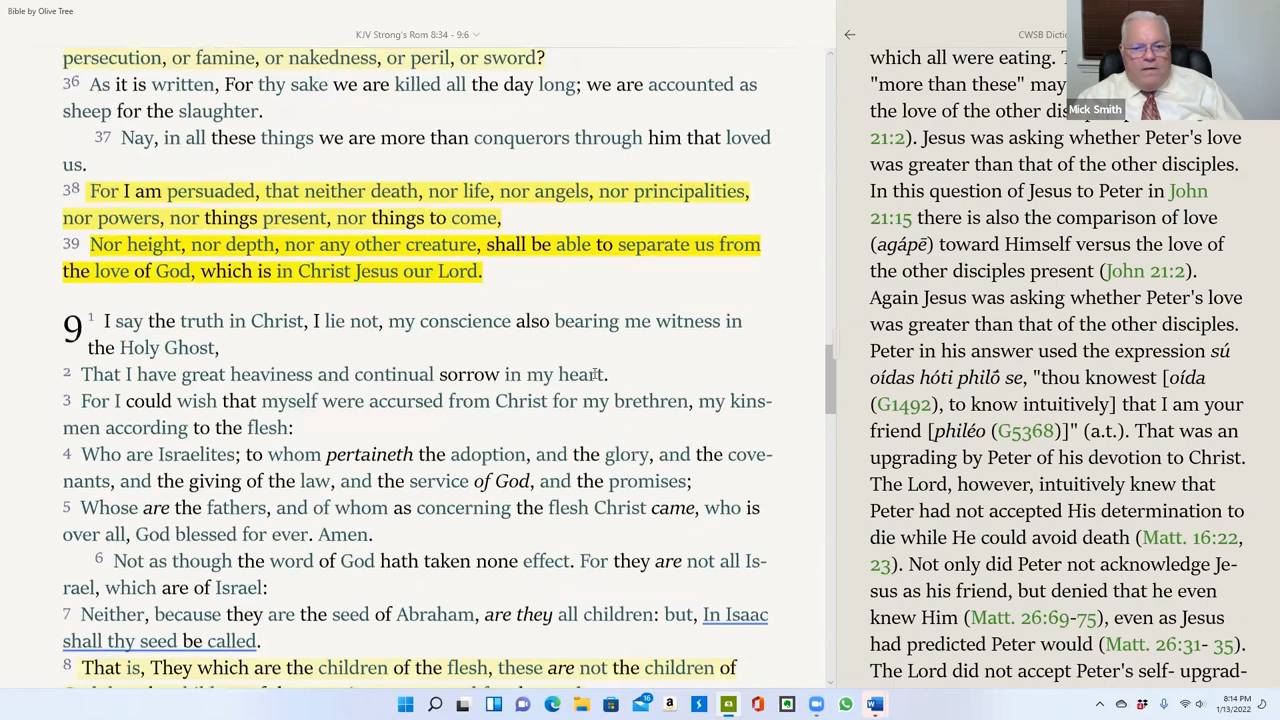 Bible by Olive Tree
KJV Strong's Rom 8:34 - 9:6
persecution, or famine, or nakedness, or peril, or sword?
36 As it is written, For thy sake we are killed all the day long; we are accounted as
sheep for the slaughter.
37 Nay, in all these things we are more than conquerors through him that loved
us.
38 For I am persuaded, that neither death, nor life, nor angels, nor principalities,
nor powers, nor things present, nor things to come,
39 Nor height, nor depth, nor any other creature, shall be able to separate us from
the love of God, which is in Christ Jesus our Lord.
9 1 I say the truth in Christ, I lie not, my conscience also bearing me witness in
the Holy Ghost,
2 That I have great heaviness and continual sorrow in my heart.
3 For I could wish that myself were accursed from Christ for my brethren, my kins-
men according to the flesh:
4 Who are Israelites; to whom pertaineth the adoption, and the glory, and the cove-
nants, and the giving of the law, and the service of God, and the promises;
5 Whose are the fathers, and of whom as concerning the flesh Christ came, who is
over all, God blessed for ever. Amen.
6 Not as though the word of God hath taken none effect. For they are not all Is-
rael, which are of Israel:
7 Neither, because they are the seed of Abraham, are they all children: but, In Isaac
shall thy seed be called.
8 That is, They which are the children of the flesh, these are not the children of
CWSB Dicti
which all were eating. T
"more than these" may
the love of the other dis
21:2). Jesus was asking whether Peter's love
was greater than that of the other disciples.
In this question of Jesus to Peter in John
21:15 there is also the comparison of love
(agápē) toward Himself versus the love of
the other disciples present (John 21:2).
Again Jesus was asking whether Peter's love
was greater than that of the other disciples.
Peter in his answer used the expression sú
oídas hóti philṓ se, "thou knowest [oída
(G1492), to know intuitively] that I am your
friend [philéo (G5368)]" (a.t.). That was an
upgrading by Peter of his devotion to Christ.
The Lord, however, intuitively knew that
Peter had not accepted His determination to
die while He could avoid death (Matt. 16:22,
23). Not only did Peter not acknowledge Je-
sus as his friend, but denied that he even
knew Him (Matt. 26:69-75), even as Jesus
had predicted Peter would (Matt. 26:31- 35).
The Lord did not accept Peter's self- upgrad-
Mick Smith
16
8:14 PM
1/13/2022